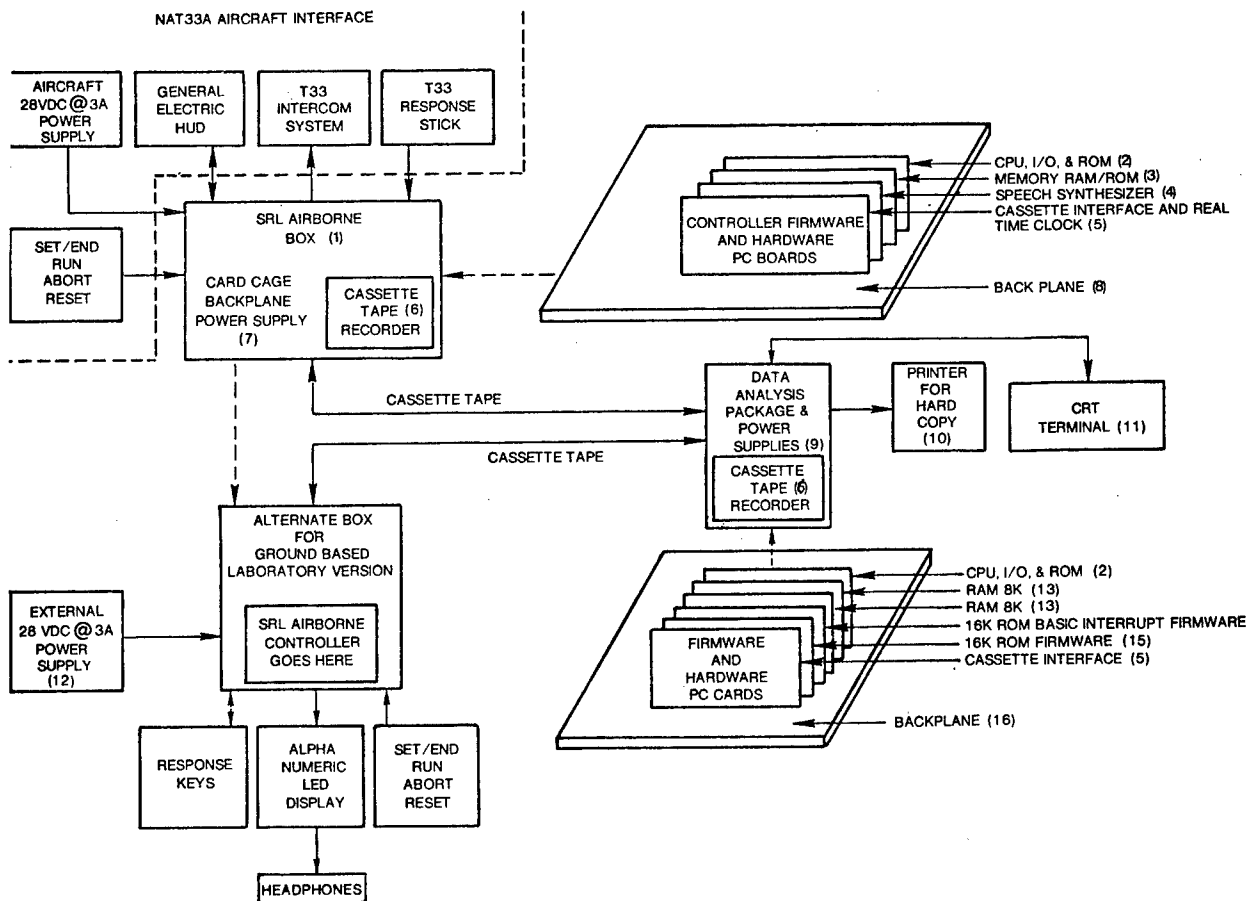 NAT33A AIRCRAFT INTERFACE
AIRCRAFT
28VDC @ 3A
POWER
SUPPLY
GENERAL
ELECTRIC
HUD
T33
INTERCOM
SYSTEM
T33
RESPONSE
STICK
SET/END
RUN
ABORT
RESET
SRL AIRBORNE
BOX (1)
CARD CAGE
BACKPLANE
POWER SUPPLY
(7)
CASSETTE
TAPE (6)
RECORDER
CONTROLLER FIRMWARE
AND HARDWARE
PC BOARDS
CPU, I/O, & ROM (2)
MEMORY RAM/ROM (3)
SPEECH SYNTHESIZER (4)
CASSETTE INTERFACE AND REAL
TIME CLOCK (5)
BACK PLANE (8)
CASSETTE TAPE
CASSETTE TAPE
DATA
ANALYSIS
PACKAGE &
POWER
SUPPLIES (9)
CASSETTE
TAPE (6)
RECORDER
PRINTER
FOR
HARD
COPY
(10)
CRT
TERMINAL (11)
ALTERNATE BOX
FOR
GROUND BASED
LABORATORY VERSION
SRL AIRBORNE
CONTROLLER
GOES HERE
EXTERNAL
28 VDC @ 3A
POWER
SUPPLY
(12)
FIRMWARE
AND
HARDWARE
PC CARDS
CPU, I/O, & ROM (2)
RAM 8K (13)
RAM 8K (13)
16K ROM BASIC INTERRUPT FIRMWARE
16K ROM FIRMWARE (15)
CASSETTE INTERFACE (5)
BACKPLANE (16)
RESPONSE
KEYS
ALPHA
NUMERIC
LED
DISPLAY
SET/END
RUN
ABORT
RESET
HEADPHONES